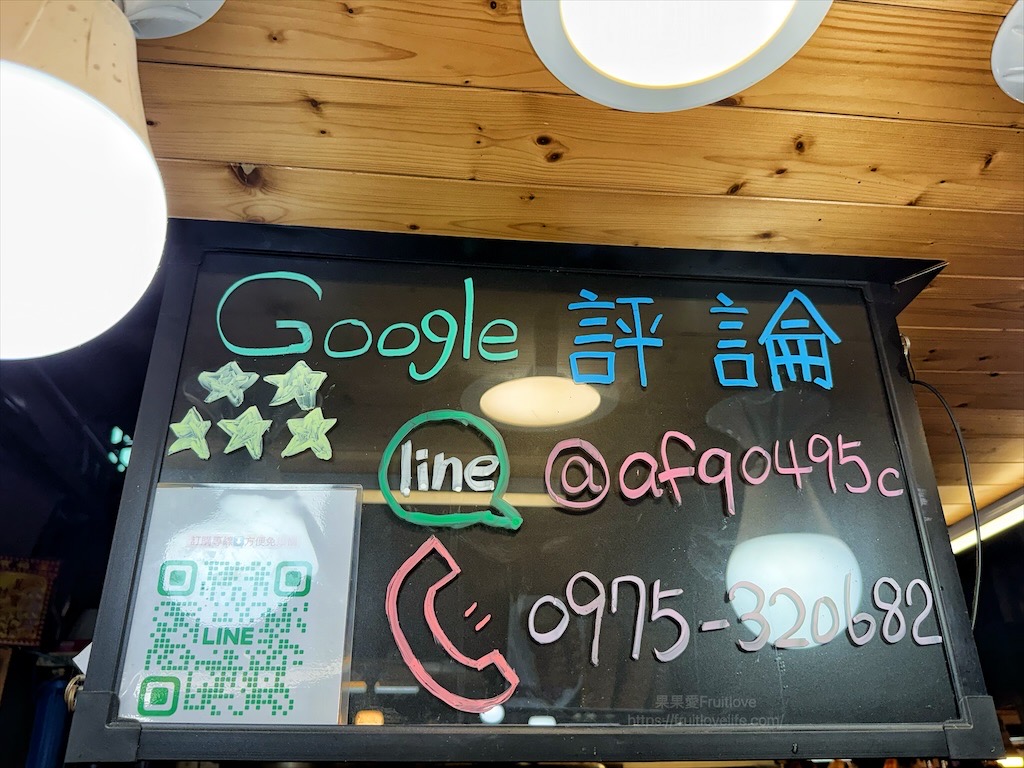 Google 評論
line @afq0495c
0975-320682
LINE
果果愛Fruitlove
https://fruitlovelife.com/